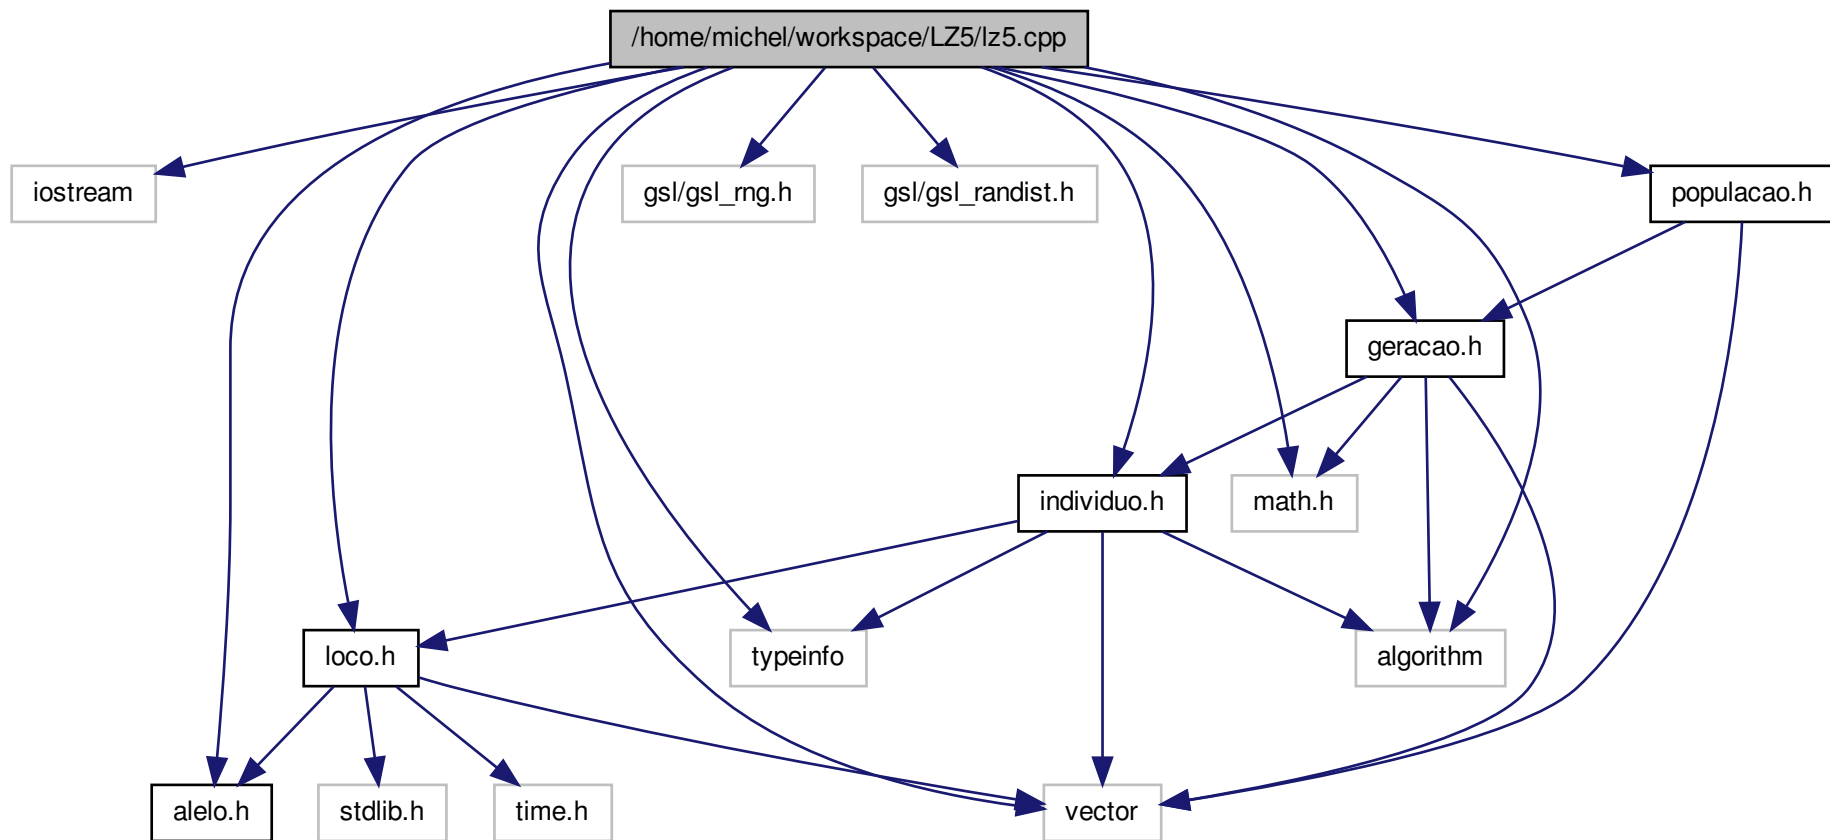 /home/michel/workspace/LZ5/lz5.cpp
iostream
gsl/gsl_rng.h
gsl/gsl_randist.h
populacao.h
geracao.h
individuo.h
math.h
loco.h
typeinfo
algorithm
alelo.h
stdlib.h
time.h
vector